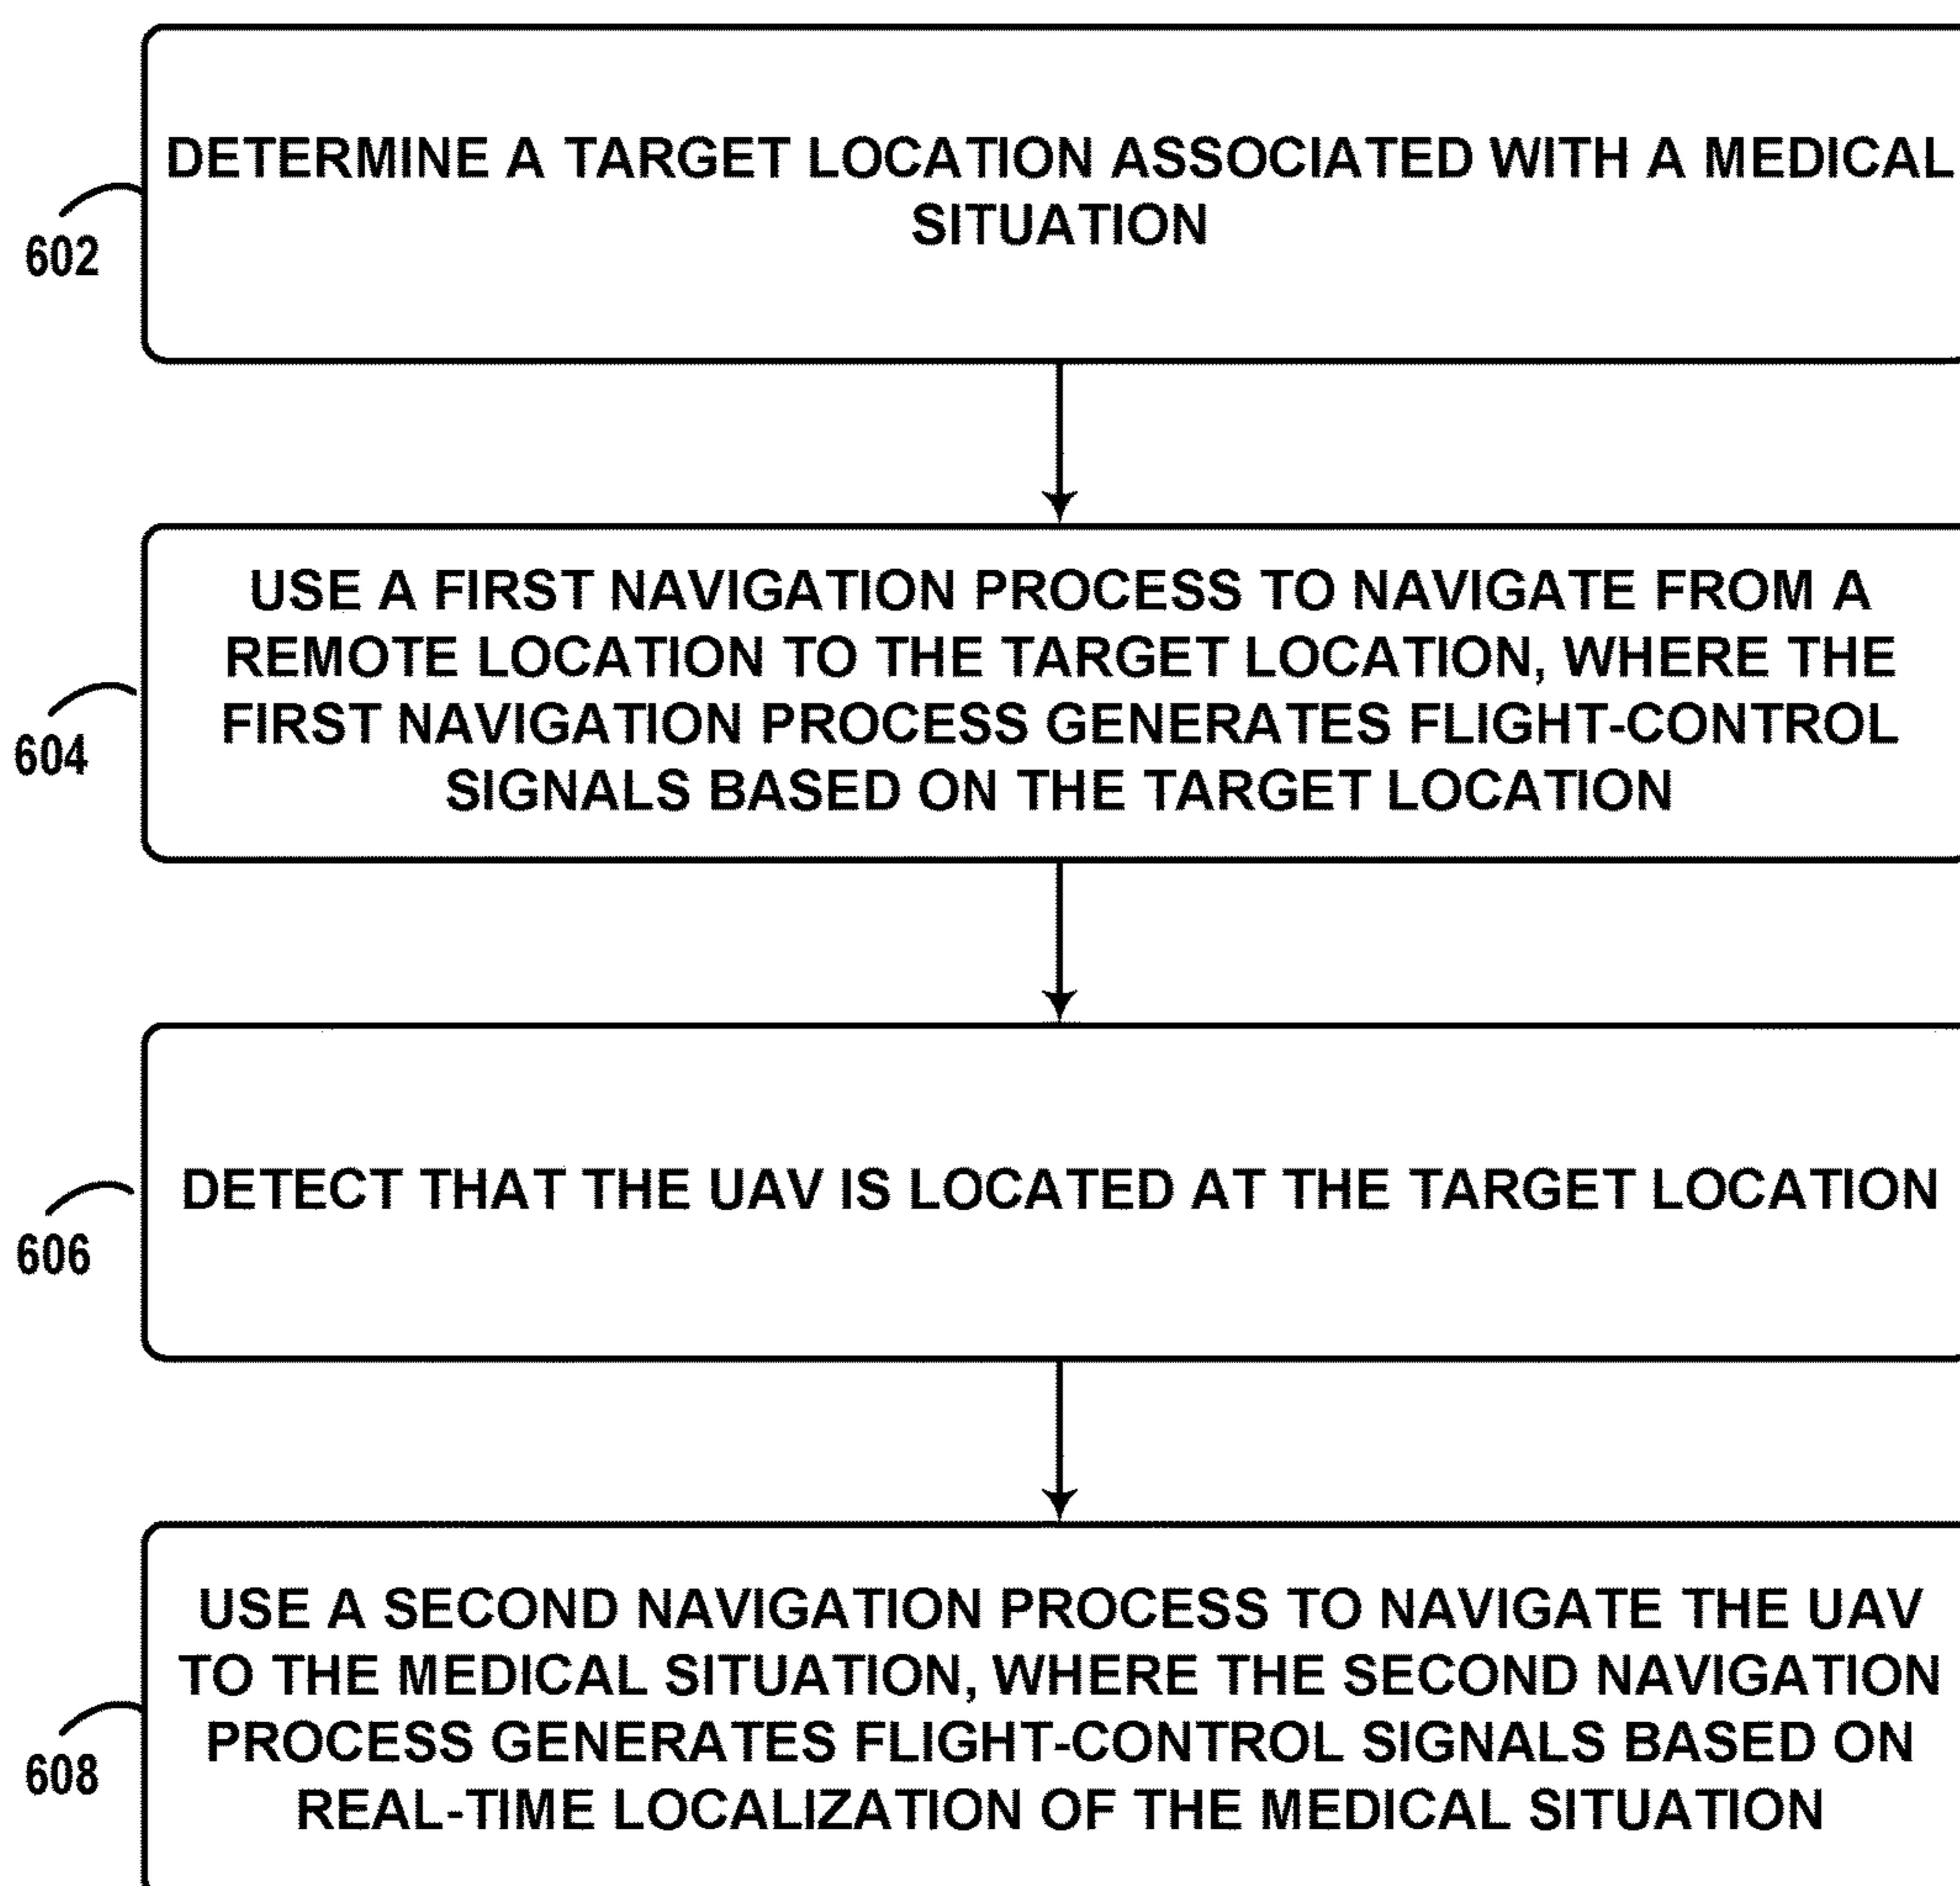 DETERMINE A TARGET LOCATION ASSOCIATED WITH A MEDICAL
SITUATION
602
USE A FIRST NAVIGATION PROCESS TO NAVIGATE FROM A
REMOTE LOCATION TO THE TARGET LOCATION, WHERE THE
FIRST NAVIGATION PROCESS GENERATES FLIGHT-CONTROL
SIGNALS BASED ON THE TARGET LOCATION
604
DETECT THAT THE UAV IS LOCATED AT THE TARGET LOCATION
606
USE A SECOND NAVIGATION PROCESS TO NAVIGATE THE UAV
TO THE MEDICAL SITUATION, WHERE THE SECOND NAVIGATION
PROCESS GENERATES FLIGHT-CONTROL SIGNALS BASED ON
REAL-TIME LOCALIZATION OF THE MEDICAL SITUATION
608